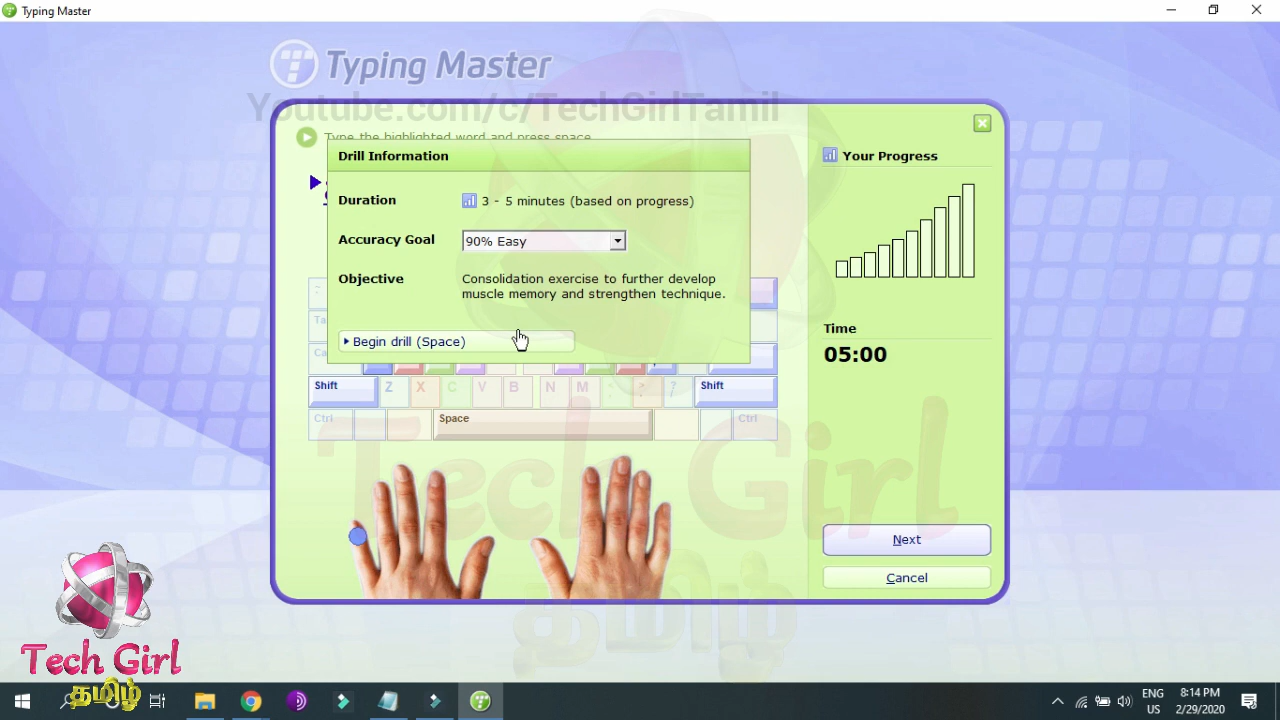 Typing Master
Typing Master
Youtube.com/c/TechGirlTamil
Type the highlighted word and press space
Drill Information
Duration
3 - 5 minutes (based on progress)
Accuracy Goal
90% Easy
Objective
Consolidation exercise to further develop
muscle memory and strengthen technique.
Begin drill (Space)
Your Progress
Time
05:00
Next
Cancel
Shift Z X C V B N M < > ? Shift
Ctrl Space Ctrl
Tech Girl
தமிழ்
Tech Girl
தமிழ்
ENG
US
8:14 PM
2/29/2020